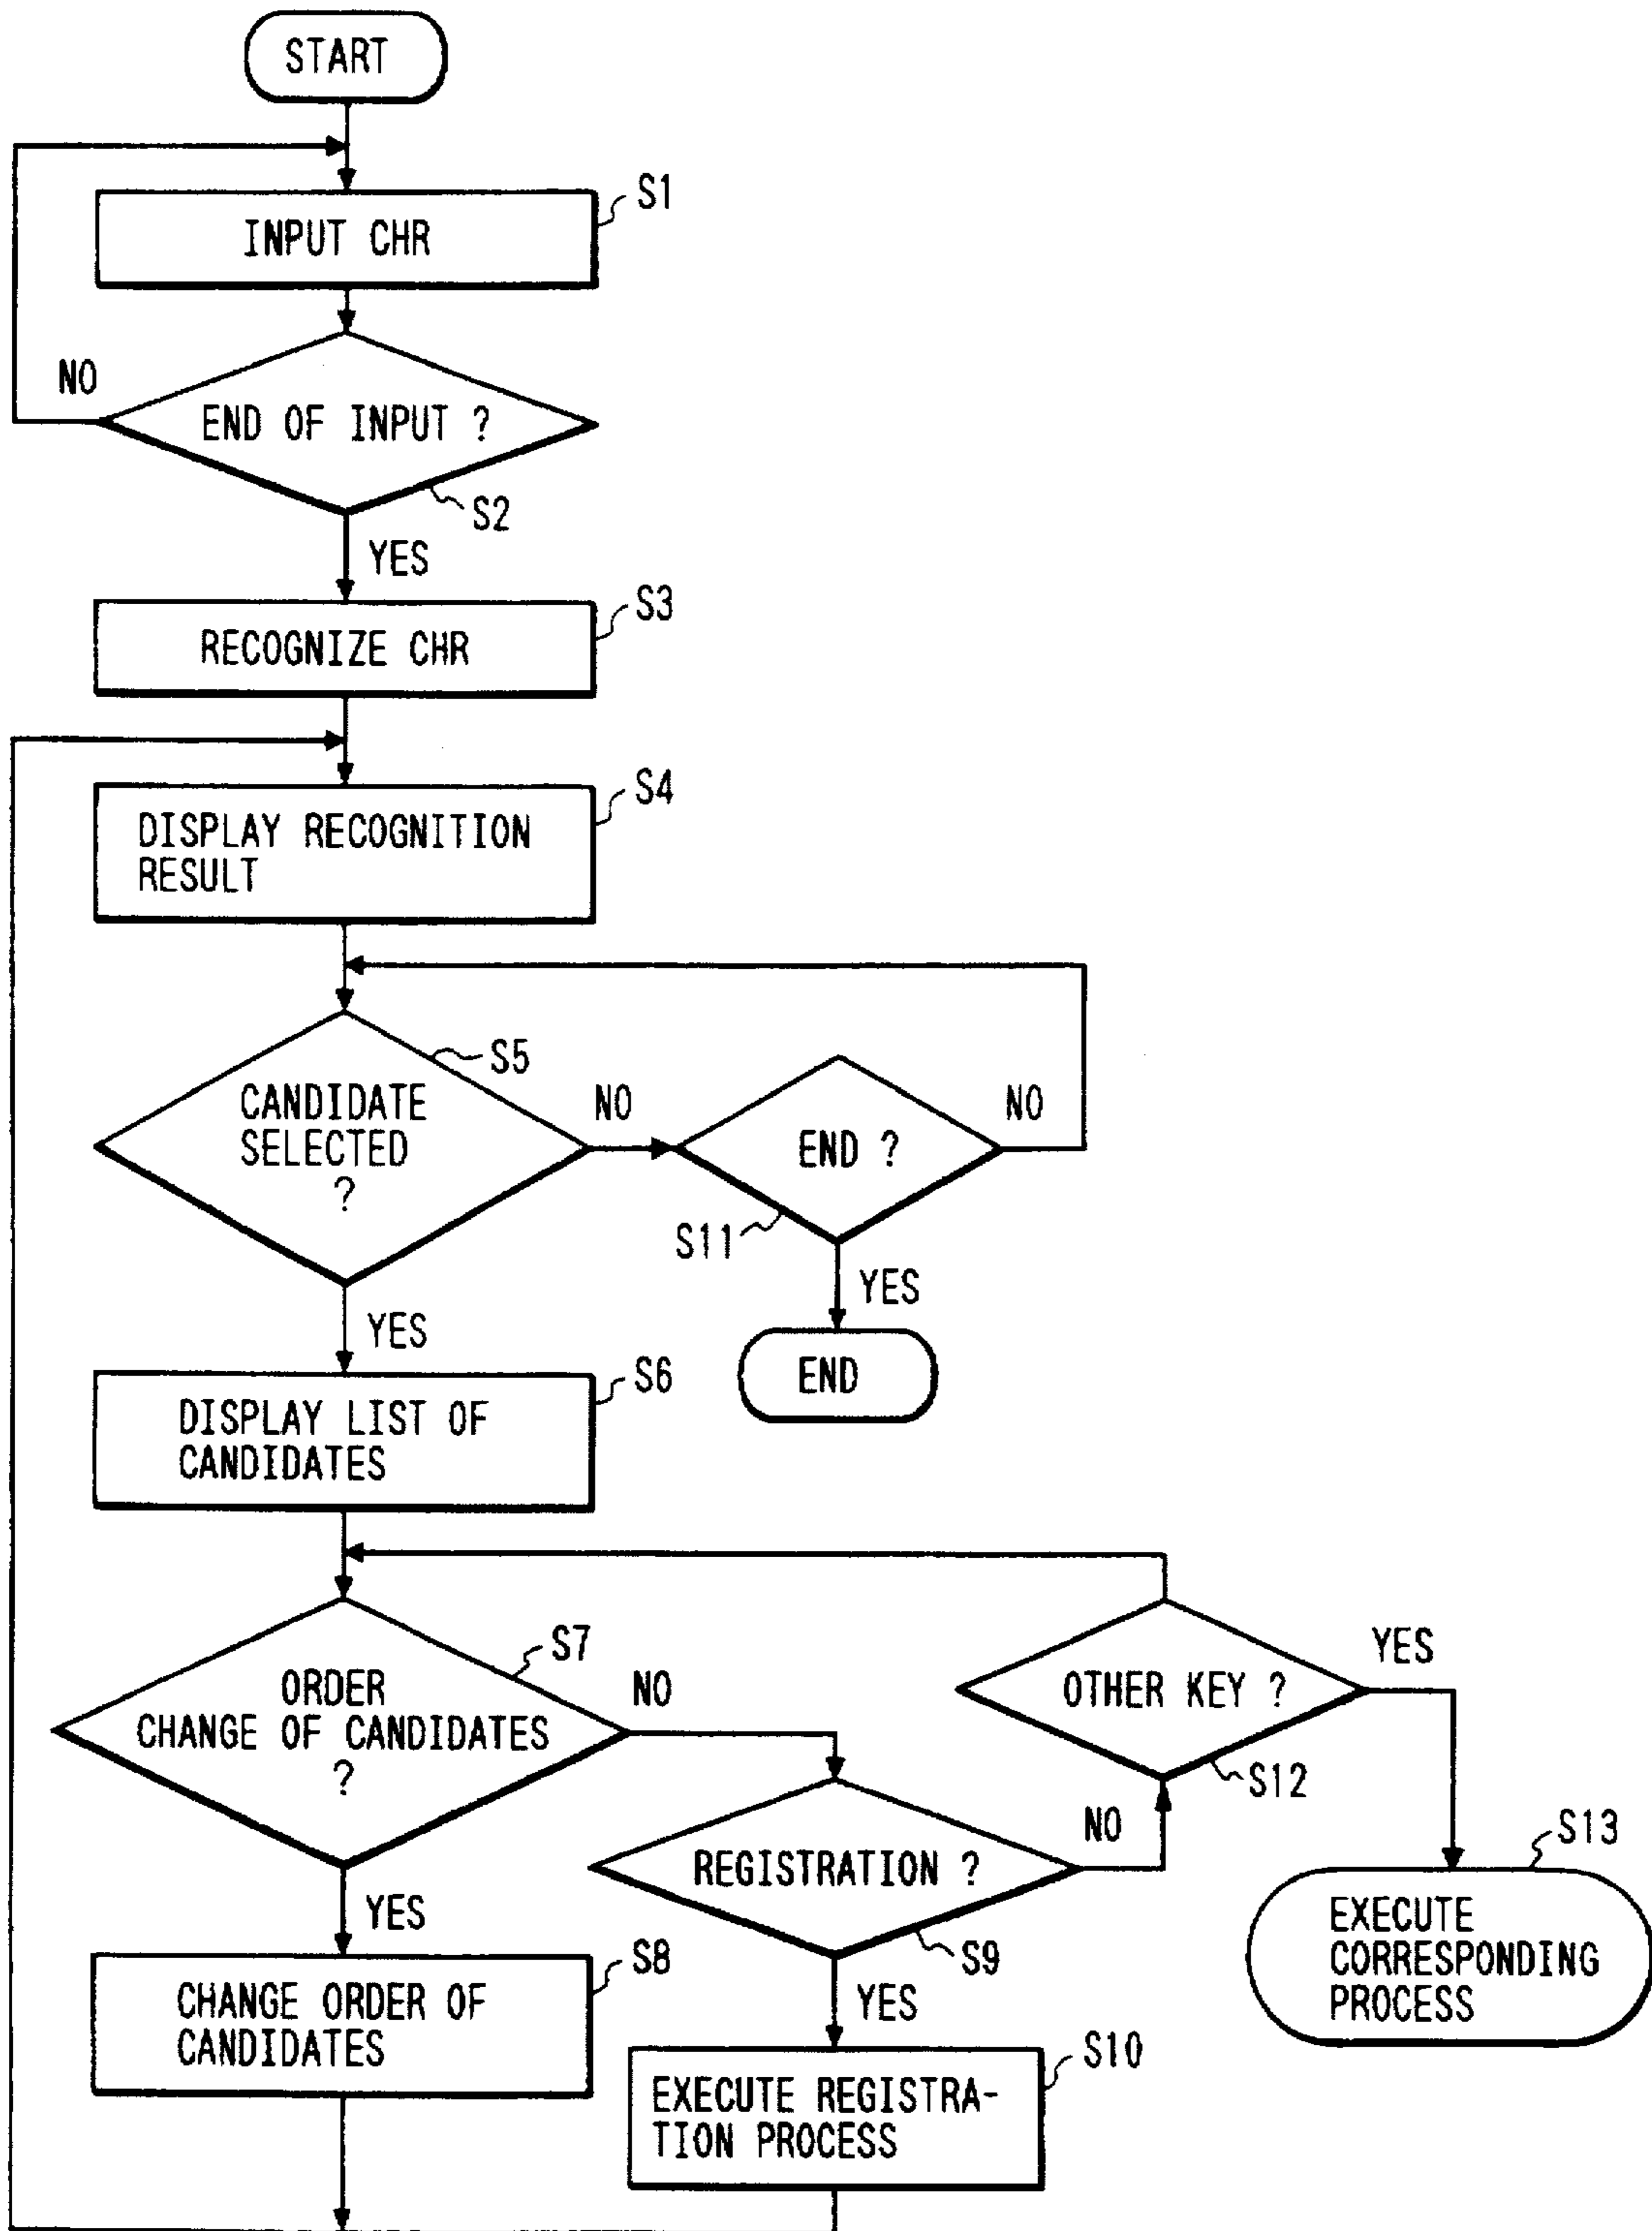 START
S1
INPUT CHR
NO
END OF INPUT ?
S2
YES
S3
RECOGNIZE CHR
S4
DISPLAY RECOGNITION
RESULT
S5
CANDIDATE
SELECTED
?
NO
END ?
NO
S11
YES
YES
END
S6
DISPLAY LIST OF
CANDIDATES
S7
ORDER
CHANGE OF CANDIDATES
?
NO
OTHER KEY ?
YES
S12
NO
REGISTRATION ?
S13
YES
S9
EXECUTE
CORRESPONDING
PROCESS
S8
CHANGE ORDER OF
CANDIDATES
YES
S10
EXECUTE REGISTRA-
TION PROCESS